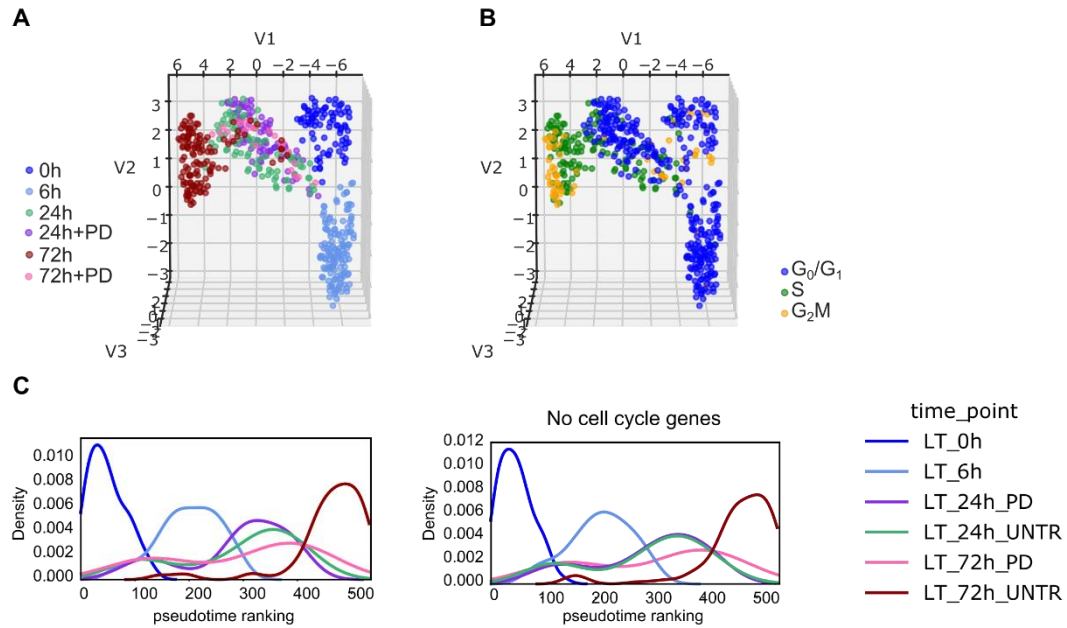 A
V1
6 4 2 0 −2 −4 −6
3
2
1
0
−1
−2
−3
V2
V3
0h
6h
24h
24h+PD
72h
72h+PD
B
V1
6 4 2 0 −2 −4 −6
3
2
1
0
−1
−2
−3
V2
V3
G₀/G₁
S
G₂M
C
0.010
0.008
0.006
0.004
0.002
0.000
Density
0 100 200 300 400 500
pseudotime ranking
No cell cycle genes
0.012
0.010
0.008
0.006
0.004
0.002
0.000
Density
0 100 200 300 400 500
pseudotime ranking
time_point
LT_0h
LT_6h
LT_24h_PD
LT_24h_UNTR
LT_72h_PD
LT_72h_UNTR